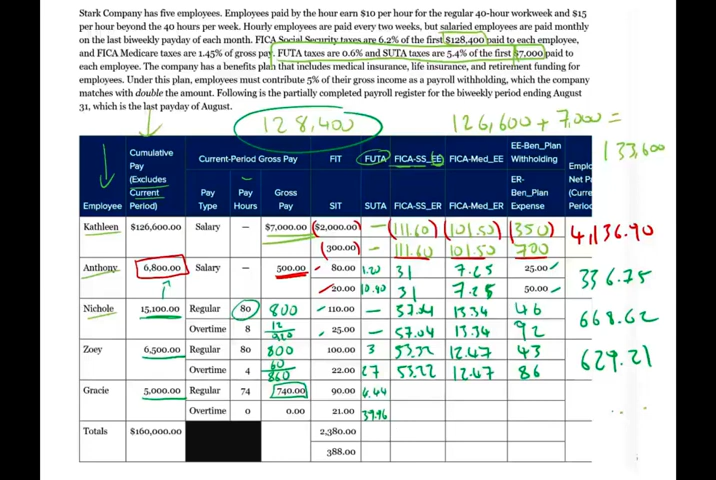 Stark Company has five employees. Employees paid by the hour earn $10 per hour for the regular 40-hour workweek and $15
per hour beyond the 40 hours per week. Hourly employees are paid every two weeks, but salaried employees are paid monthly
on the last biweekly payday of each month. FICA Social Security taxes are 6.2% of the first $128,400 paid to each employee,
and FICA Medicare taxes are 1.45% of gross pay. FUTA taxes are 0.6% and SUTA taxes are 5.4% of the first $7,000 paid to
each employee. The company has a benefits plan that includes medical insurance, life insurance, and retirement funding for
employees. Under this plan, employees must contribute 5% of their gross income as a payroll withholding, which the company
matches with double the amount. Following is the partially completed payroll register for the biweekly period ending August
31, which is the last payday of August.
128,400 126,600 + 7,000 =
133,600
Employee Cumulative Pay (Excludes Current Period) Current-Period Gross Pay FIT FUTA FICA-SS_EE FICA-Med_EE EE-Ben_Plan Withholding
Pay Type Pay Hours Gross Pay SIT SUTA FICA-SS_ER FICA-Med_ER ER-Ben_Plan Expense
Net P
Kathleen $126,600.00 Salary – $7,000.00 ($2,000.00) – (111.60) (101.50) (350) 4,136.90
(300.00) – 111.60 101.50 700
Anthony 6,800.00 Salary – 500.00 80.00 1.20 31 7.25 25.00 336.75
20.00 10.80 31 7.25 50.00
Nichole 15,100.00 Regular 80 800 110.00 – 57.04 13.34 46 668.62
Overtime 8 920 25.00 – 57.04 13.34 92
Zoey 6,500.00 Regular 80 800 100.00 3 53.32 12.47 43 629.21
Overtime 4 60 860 22.00 27 53.22 12.47 86
Gracie 5,000.00 Regular 74 740.00 90.00 4.44
Overtime 0 0.00 21.00 39.96
Totals $160,000.00 2,380.00
388.00